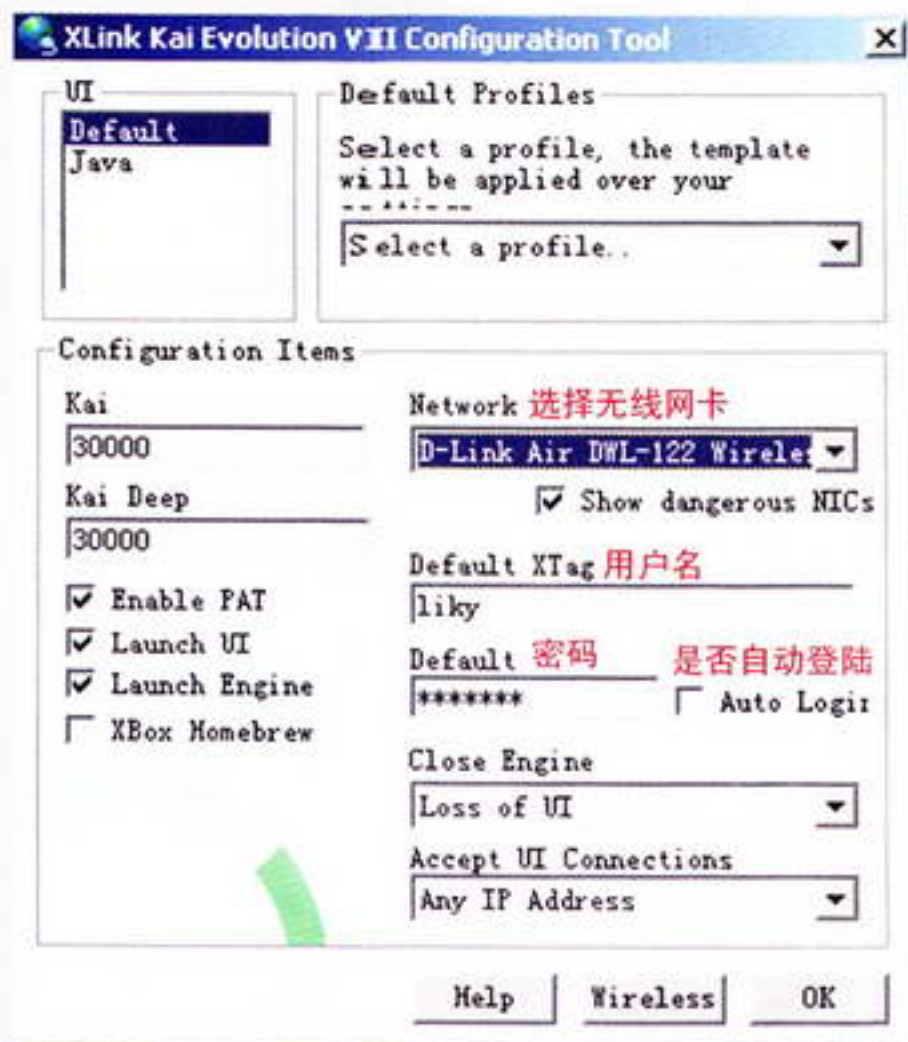 XLink Kai Evolution VII Configuration Tool
UI
Default
Java
Default Profiles
Select a profile, the template
will be applied over your
Select a profile..
Configuration Items
Kai
30000
Kai Deep
30000
Enable PAT
Launch UI
Launch Engine
XBox Homebrew
Network 选择无线网卡
D-Link Air DWL-122 Wireles
Show dangerous NICs
Default XTag 用户名
liky
Default 密码
是否自动登陆
*******
Auto Login
Close Engine
Loss of UI
Accept UI Connections
Any IP Address
Help
Wireless
OK